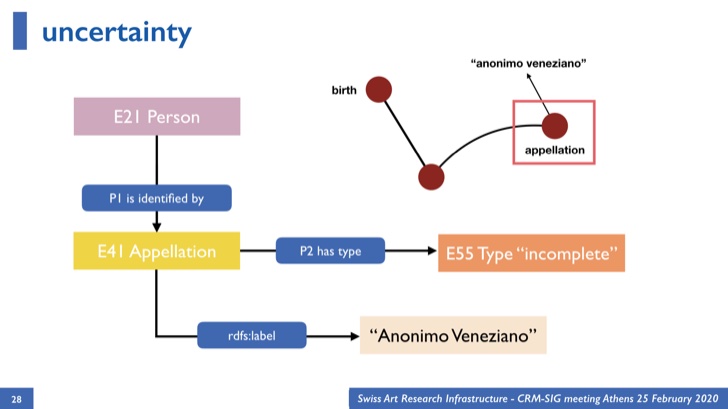 uncertainty
"anonimo veneziano"
birth
appellation
E21 Person
P1 is identified by
E41 Appellation
P2 has type
E55 Type “incomplete”
rdfs:label
“Anonimo Veneziano”
28
Swiss Art Research Infrastructure - CRM-SIG meeting Athens 25 February 2020